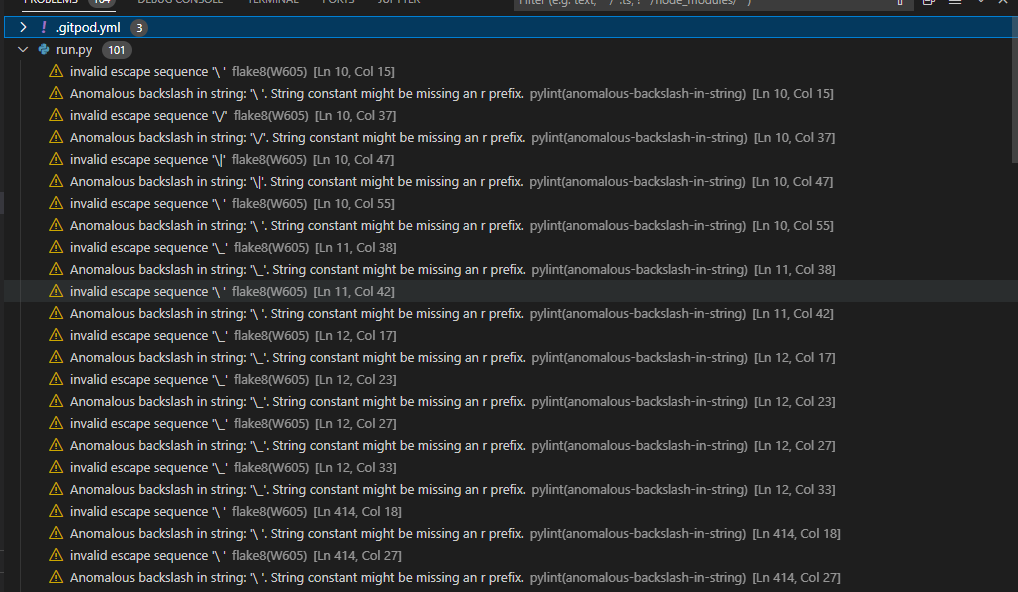 PROBLEMS 104 DEBUG CONSOLE TERMINAL PORTS JUPYTER Filter (e.g. text,
! .gitpod.yml 3
run.py 101
invalid escape sequence '\ ' flake8(W605) [Ln 10, Col 15]
Anomalous backslash in string: '\ '. String constant might be missing an r prefix. pylint(anomalous-backslash-in-string) [Ln 10, Col 15]
invalid escape sequence '\/' flake8(W605) [Ln 10, Col 37]
Anomalous backslash in string: '\/'. String constant might be missing an r prefix. pylint(anomalous-backslash-in-string) [Ln 10, Col 37]
invalid escape sequence '\|' flake8(W605) [Ln 10, Col 47]
Anomalous backslash in string: '\|'. String constant might be missing an r prefix. pylint(anomalous-backslash-in-string) [Ln 10, Col 47]
invalid escape sequence '\ ' flake8(W605) [Ln 10, Col 55]
Anomalous backslash in string: '\ '. String constant might be missing an r prefix. pylint(anomalous-backslash-in-string) [Ln 10, Col 55]
invalid escape sequence '\_' flake8(W605) [Ln 11, Col 38]
Anomalous backslash in string: '\_'. String constant might be missing an r prefix. pylint(anomalous-backslash-in-string) [Ln 11, Col 38]
invalid escape sequence '\ ' flake8(W605) [Ln 11, Col 42]
Anomalous backslash in string: '\ '. String constant might be missing an r prefix. pylint(anomalous-backslash-in-string) [Ln 11, Col 42]
invalid escape sequence '\_' flake8(W605) [Ln 12, Col 17]
Anomalous backslash in string: '\_'. String constant might be missing an r prefix. pylint(anomalous-backslash-in-string) [Ln 12, Col 17]
invalid escape sequence '\_' flake8(W605) [Ln 12, Col 23]
Anomalous backslash in string: '\_'. String constant might be missing an r prefix. pylint(anomalous-backslash-in-string) [Ln 12, Col 23]
invalid escape sequence '\_' flake8(W605) [Ln 12, Col 27]
Anomalous backslash in string: '\_'. String constant might be missing an r prefix. pylint(anomalous-backslash-in-string) [Ln 12, Col 27]
invalid escape sequence '\_' flake8(W605) [Ln 12, Col 33]
Anomalous backslash in string: '\_'. String constant might be missing an r prefix. pylint(anomalous-backslash-in-string) [Ln 12, Col 33]
invalid escape sequence '\ ' flake8(W605) [Ln 414, Col 18]
Anomalous backslash in string: '\ '. String constant might be missing an r prefix. pylint(anomalous-backslash-in-string) [Ln 414, Col 18]
invalid escape sequence '\ ' flake8(W605) [Ln 414, Col 27]
Anomalous backslash in string: '\ '. String constant might be missing an r prefix. pylint(anomalous-backslash-in-string) [Ln 414, Col 27]